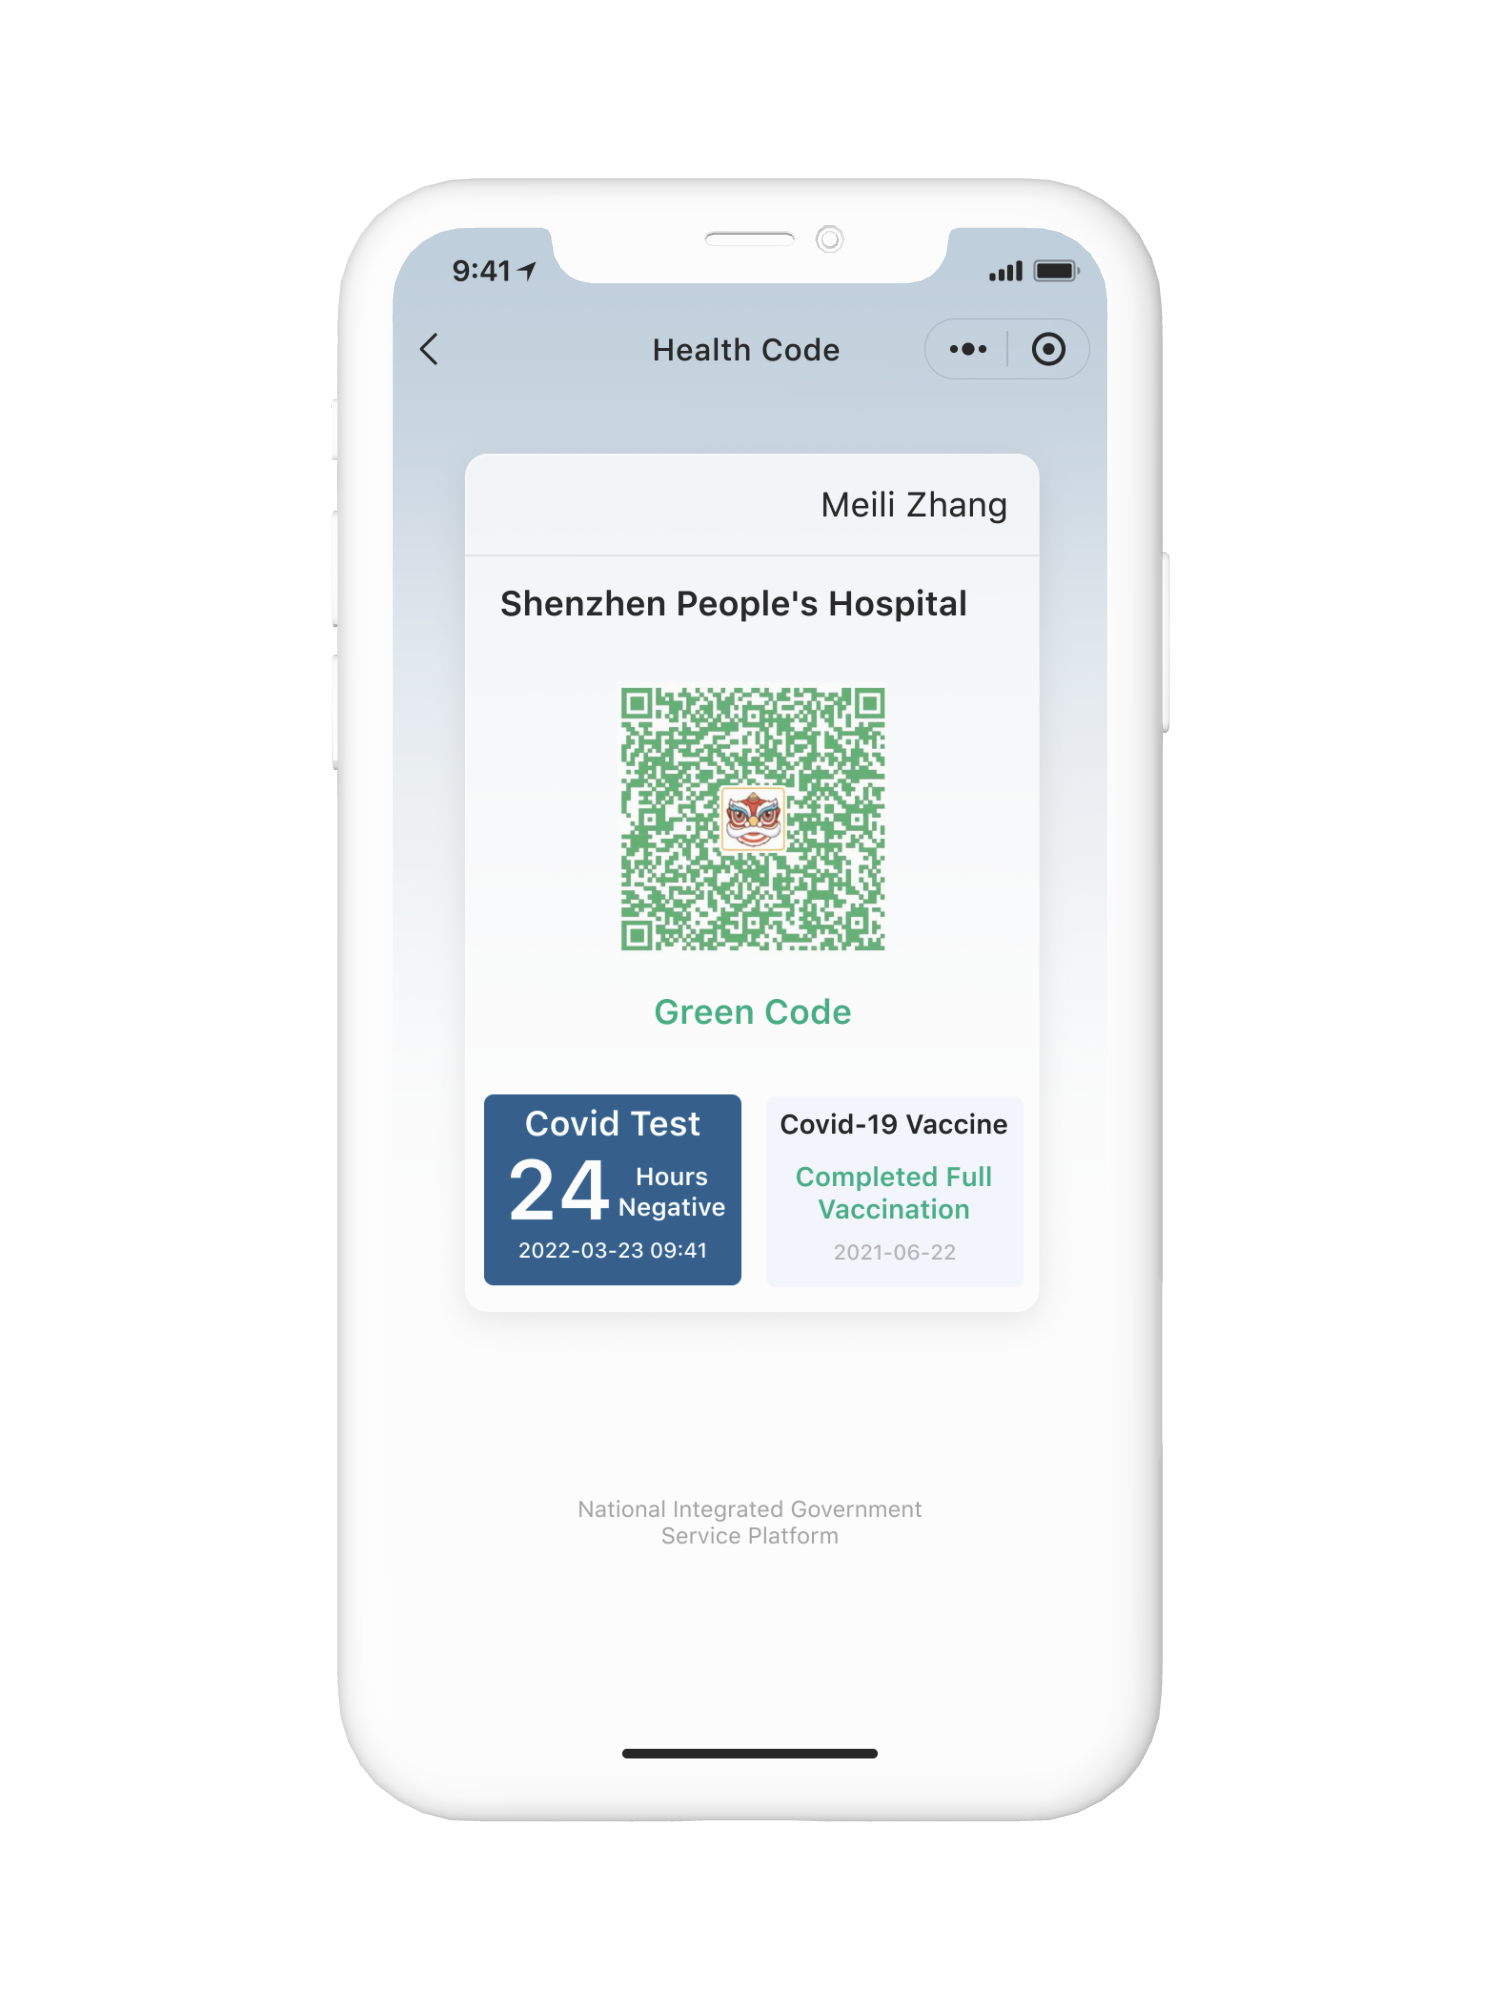 9:41
Health Code
Meili Zhang
Shenzhen People's Hospital
Green Code
Covid Test
24 Hours
Negative
2022-03-23 09:41
Covid-19 Vaccine
Completed Full
Vaccination
2021-06-22
National Integrated Government
Service Platform